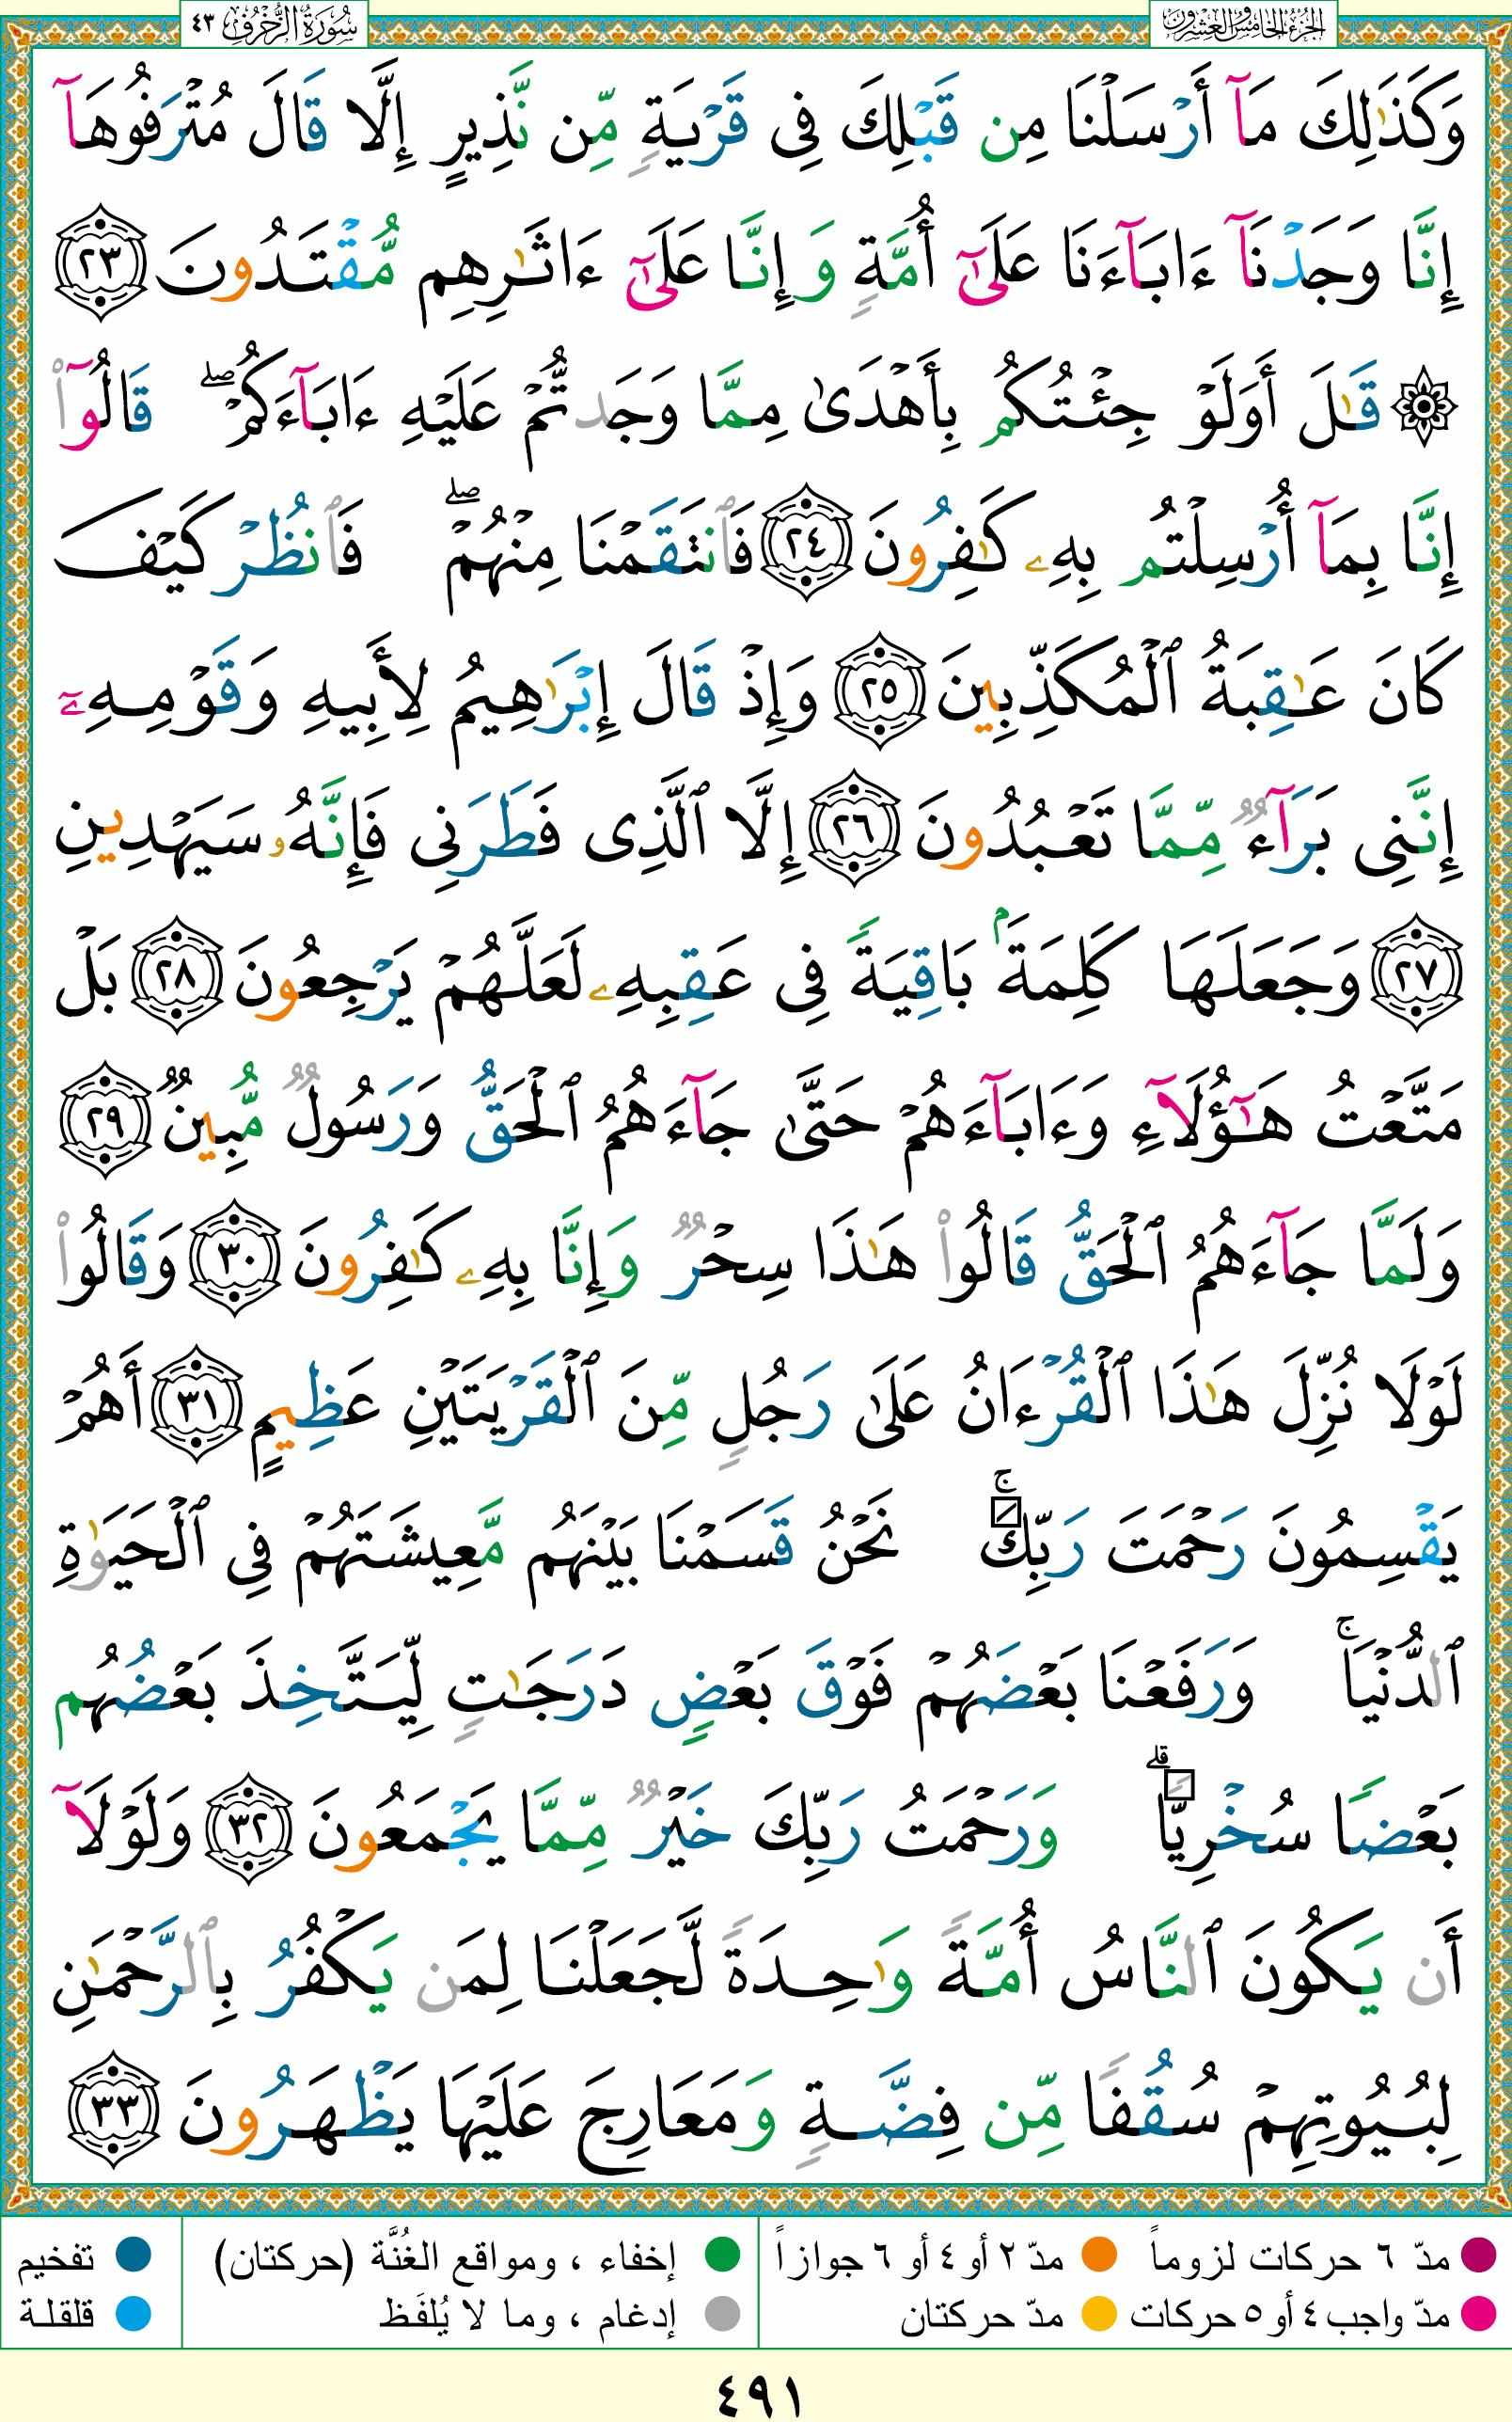 الجزء الخامس والعشرون
سُورَةُ الزُّخْرُفِ ٤٣
وَكَذَٰلِكَ مَآ أَرْسَلْنَا مِن قَبْلِكَ فِى قَرْيَةٍ مِّن نَّذِيرٍ إِلَّا قَالَ مُتْرَفُوهَآ
إِنَّا وَجَدْنَآ ءَابَآءَنَا عَلَىٰٓ أُمَّةٍ وَإِنَّا عَلَىٰٓ ءَاثَـٰرِهِم مُّقْتَدُونَ ٢٣
۞ قَـٰلَ أَوَلَوْ جِئْتُكُم بِأَهْدَىٰ مِمَّا وَجَدتُّمْ عَلَيْهِ ءَابَآءَكُمْ ۖ قَالُوٓا۟
إِنَّا بِمَآ أُرْسِلْتُم بِهِۦ كَـٰفِرُونَ ٢٤ فَٱنتَقَمْنَا مِنْهُمْ ۖ فَٱنظُرْ كَيْفَ
كَانَ عَـٰقِبَةُ ٱلْمُكَذِّبِينَ ٢٥ وَإِذْ قَالَ إِبْرَٰهِيمُ لِأَبِيهِ وَقَوْمِهِۦٓ
إِنَّنِى بَرَآءٌ مِّمَّا تَعْبُدُونَ ٢٦ إِلَّا ٱلَّذِى فَطَرَنِى فَإِنَّهُۥ سَيَهْدِينِ
٢٧ وَجَعَلَهَا كَلِمَةًۢ بَاقِيَةً فِى عَقِبِهِۦ لَعَلَّهُمْ يَرْجِعُونَ ٢٨ بَلْ
مَتَّعْتُ هَـٰٓؤُلَآءِ وَءَابَآءَهُمْ حَتَّىٰ جَآءَهُمُ ٱلْحَقُّ وَرَسُولٌ مُّبِينٌ ٢٩
وَلَمَّا جَآءَهُمُ ٱلْحَقُّ قَالُوا۟ هَـٰذَا سِحْرٌ وَإِنَّا بِهِۦ كَـٰفِرُونَ ٣٠ وَقَالُوا۟
لَوْلَا نُزِّلَ هَـٰذَا ٱلْقُرْءَانُ عَلَىٰ رَجُلٍ مِّنَ ٱلْقَرْيَتَيْنِ عَظِيمٍ ٣١ أَهُمْ
يَقْسِمُونَ رَحْمَتَ رَبِّكَ ۚ نَحْنُ قَسَمْنَا بَيْنَهُم مَّعِيشَتَهُمْ فِى ٱلْحَيَوٰةِ
ٱلدُّنْيَا ۚ وَرَفَعْنَا بَعْضَهُمْ فَوْقَ بَعْضٍ دَرَجَـٰتٍ لِّيَتَّخِذَ بَعْضُهُم
بَعْضًا سُخْرِيًّا ۗ وَرَحْمَتُ رَبِّكَ خَيْرٌ مِّمَّا يَجْمَعُونَ ٣٢ وَلَوْلَآ
أَن يَكُونَ ٱلنَّاسُ أُمَّةً وَٰحِدَةً لَّجَعَلْنَا لِمَن يَكْفُرُ بِٱلرَّحْمَـٰنِ
لِبُيُوتِهِمْ سُقُفًا مِّن فِضَّةٍ وَمَعَارِجَ عَلَيْهَا يَظْهَرُونَ ٣٣
مدّ ٦ حركات لزوماً مدّ ٢ أو ٤ أو ٦ جوازاً إخفاء ، ومواقع الغُنَّة (حركتان) تفخيم
مدّ واجب ٤ أو ٥ حركات مدّ حركتان إدغام ، وما لا يُلفَظ قلقلة
٤٩١